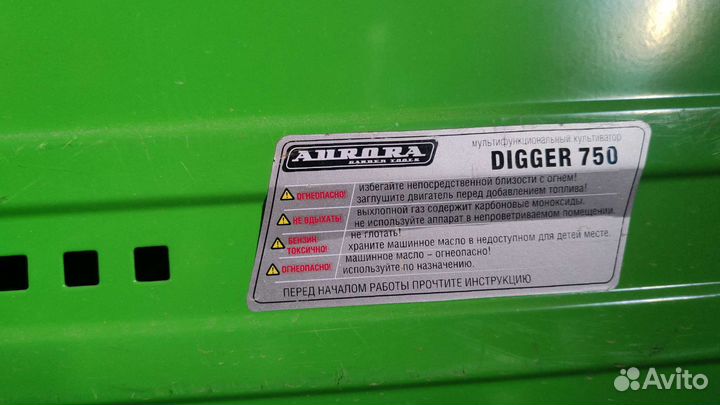 AURORA
GARDEN TOOLS
мультифункциональный культиватор
DIGGER 750
ОГНЕОПАСНО! избегайте непосредственной близости с огнем!
заглушите двигатель перед добавлением топлива!
НЕ ВДЫХАТЬ! выхлопной газ содержит карбоновые моноксиды.
не используйте аппарат в непроветриваемом помещении
БЕНЗИН ТОКСИЧНО! не глотать!
храните машинное масло в недоступном для детей месте.
ОГНЕОПАСНО! машинное масло – огнеопасно!
используйте по назначению.
ПЕРЕД НАЧАЛОМ РАБОТЫ ПРОЧТИТЕ ИНСТРУКЦИЮ
Avito